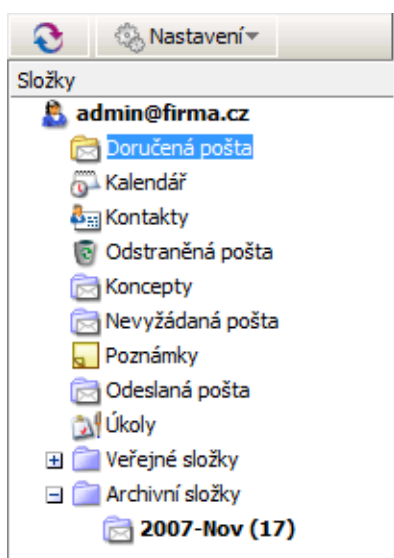 Nastavení
Složky
admin@firma.cz
Doručená pošta
Kalendář
Kontakty
Odstraněná pošta
Koncepty
Nevyžádaná pošta
Poznámky
Odeslaná pošta
Úkoly
Veřejné složky
Archivní složky
2007-Nov (17)